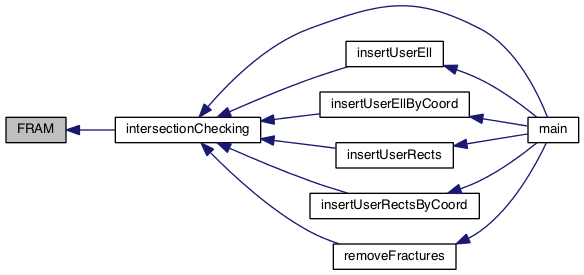 FRAM
intersectionChecking
insertUserEll
insertUserEllByCoord
insertUserRects
insertUserRectsByCoord
removeFractures
main